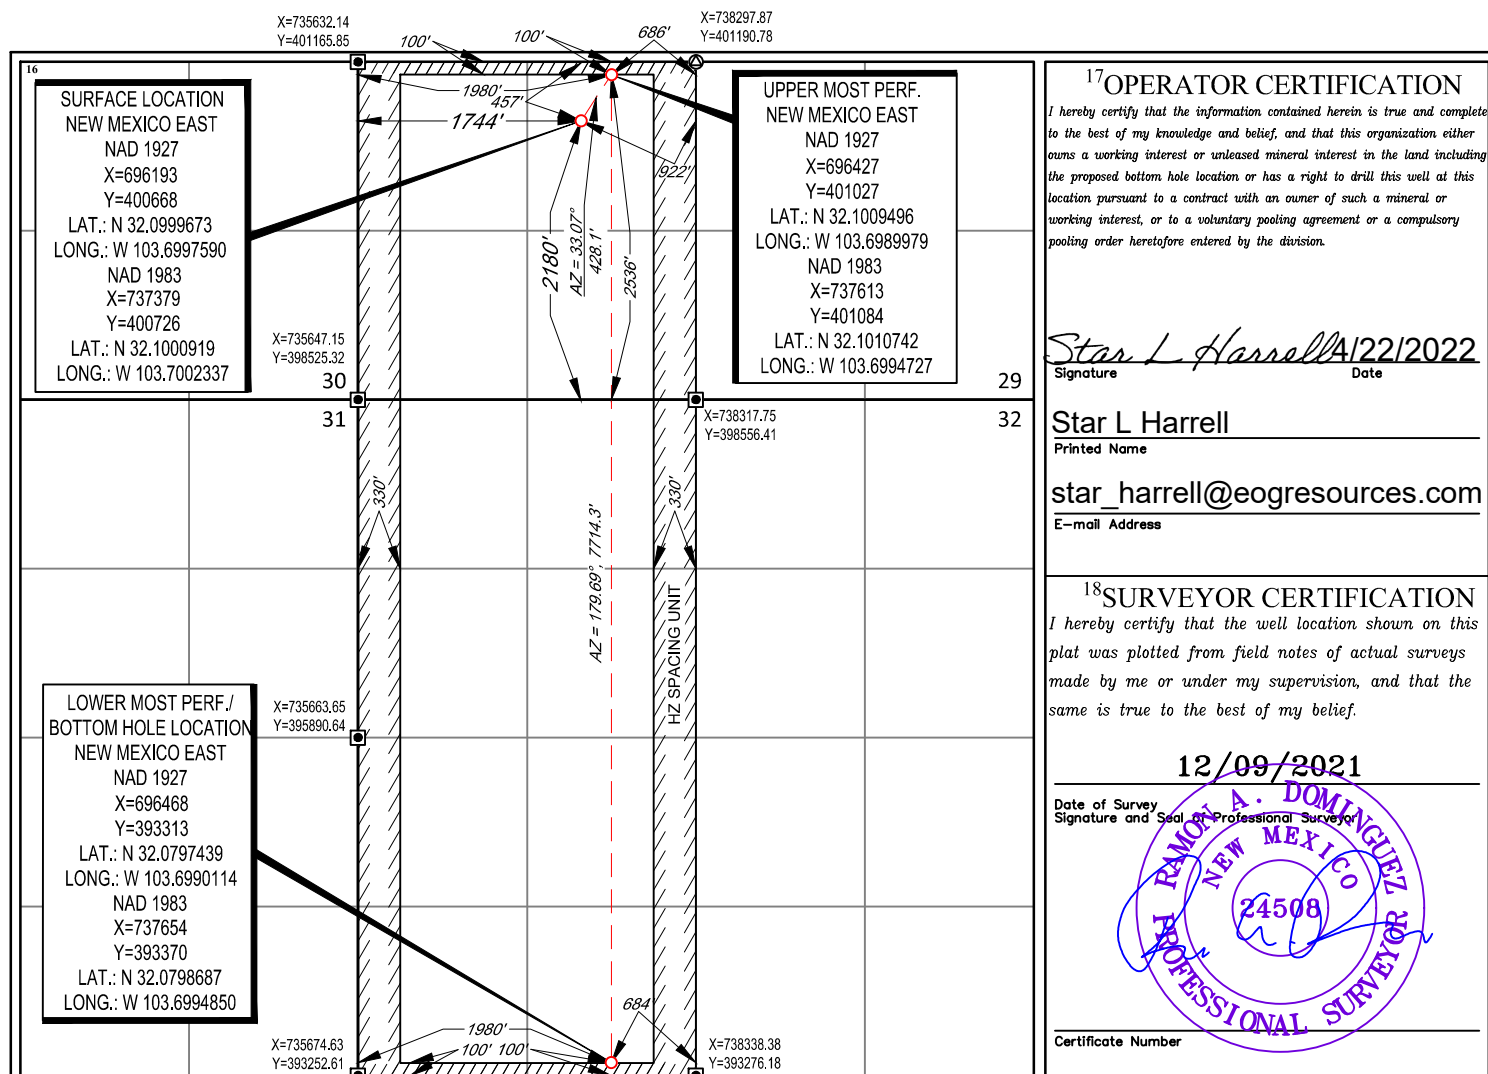 X=735632.14
Y=401165.85
100'
100'
686'
X=738297.87
Y=401190.78
16
SURFACE LOCATION
NEW MEXICO EAST
NAD 1927
X=696193
Y=400668
LAT.: N 32.0999673
LONG.: W 103.6997590
NAD 1983
X=737379
Y=400726
LAT.: N 32.1000919
LONG.: W 103.7002337
1980'
457'
1744'
922'
2180'
AZ = 33.07°
428.1'
2536'
UPPER MOST PERF.
NEW MEXICO EAST
NAD 1927
X=696427
Y=401027
LAT.: N 32.1009496
LONG.: W 103.6989979
NAD 1983
X=737613
Y=401084
LAT.: N 32.1010742
LONG.: W 103.6994727
X=735647.15
Y=398525.32
30
29
31
32
X=738317.75
Y=398556.41
330'
330'
AZ = 179.69°, 7714.3'
HZ SPACING UNIT
LOWER MOST PERF./
BOTTOM HOLE LOCATION
NEW MEXICO EAST
NAD 1927
X=696468
Y=393313
LAT.: N 32.0797439
LONG.: W 103.6990114
NAD 1983
X=737654
Y=393370
LAT.: N 32.0798687
LONG.: W 103.6994850
X=735663.65
Y=395890.64
684'
1980'
100' 100'
X=735674.63
Y=393252.61
X=738338.38
Y=393276.18
17 OPERATOR CERTIFICATION
I hereby certify that the information contained herein is true and complete
to the best of my knowledge and belief, and that this organization either
owns a working interest or unleased mineral interest in the land including
the proposed bottom hole location or has a right to drill this well at this
location pursuant to a contract with an owner of such a mineral or
working interest, or to a voluntary pooling agreement or a compulsory
pooling order heretofore entered by the division.
Star L Harrell 4/22/2022
Signature Date
Star L Harrell
Printed Name
star_harrell@eogresources.com
E-mail Address
18 SURVEYOR CERTIFICATION
I hereby certify that the well location shown on this
plat was plotted from field notes of actual surveys
made by me or under my supervision, and that the
same is true to the best of my belief.
12/09/2021
Date of Survey
Signature and Seal of Professional Surveyor
RAMON A. DOMINGUEZ
NEW MEXICO
24508
PROFESSIONAL SURVEYOR
Certificate Number